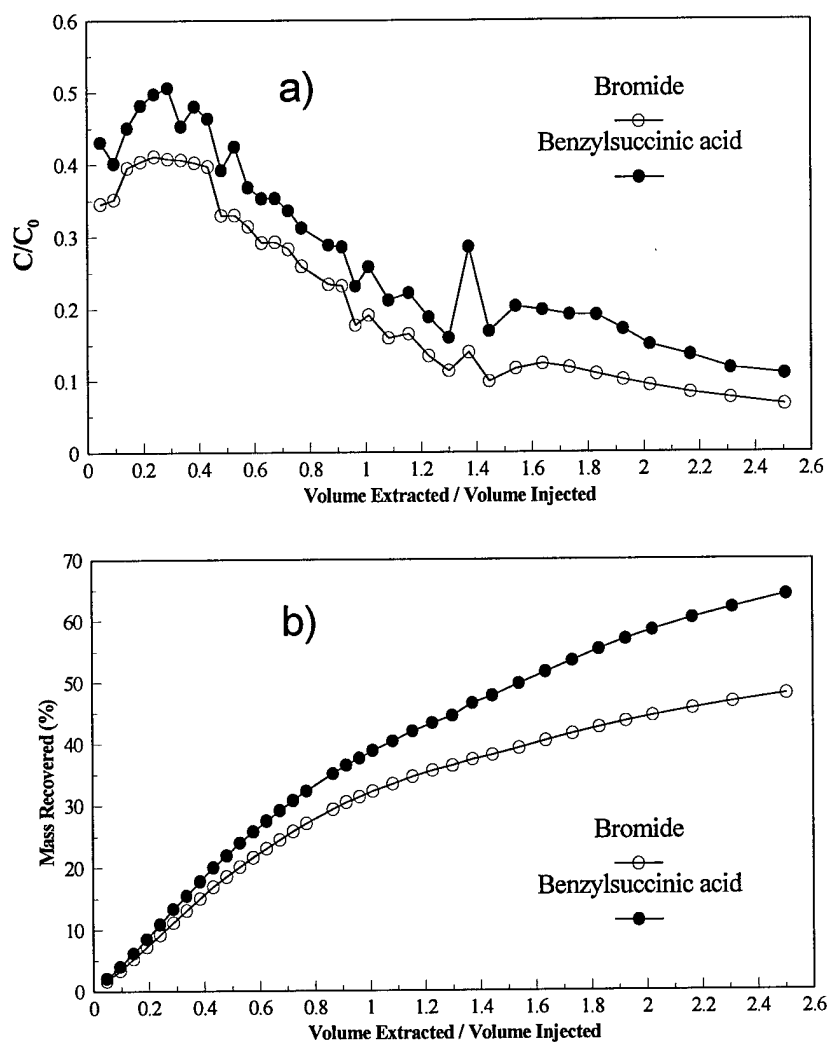 0.6
0.5
0.4
0.3
0.2
0.1
0
C/C0
a)
Bromide
Benzylsuccinic acid
0 0.2 0.4 0.6 0.8 1 1.2 1.4 1.6 1.8 2 2.2 2.4 2.6
Volume Extracted / Volume Injected
70
60
50
40
30
20
10
0
Mass Recovered (%)
b)
Bromide
Benzylsuccinic acid
0 0.2 0.4 0.6 0.8 1 1.2 1.4 1.6 1.8 2 2.2 2.4 2.6
Volume Extracted / Volume Injected